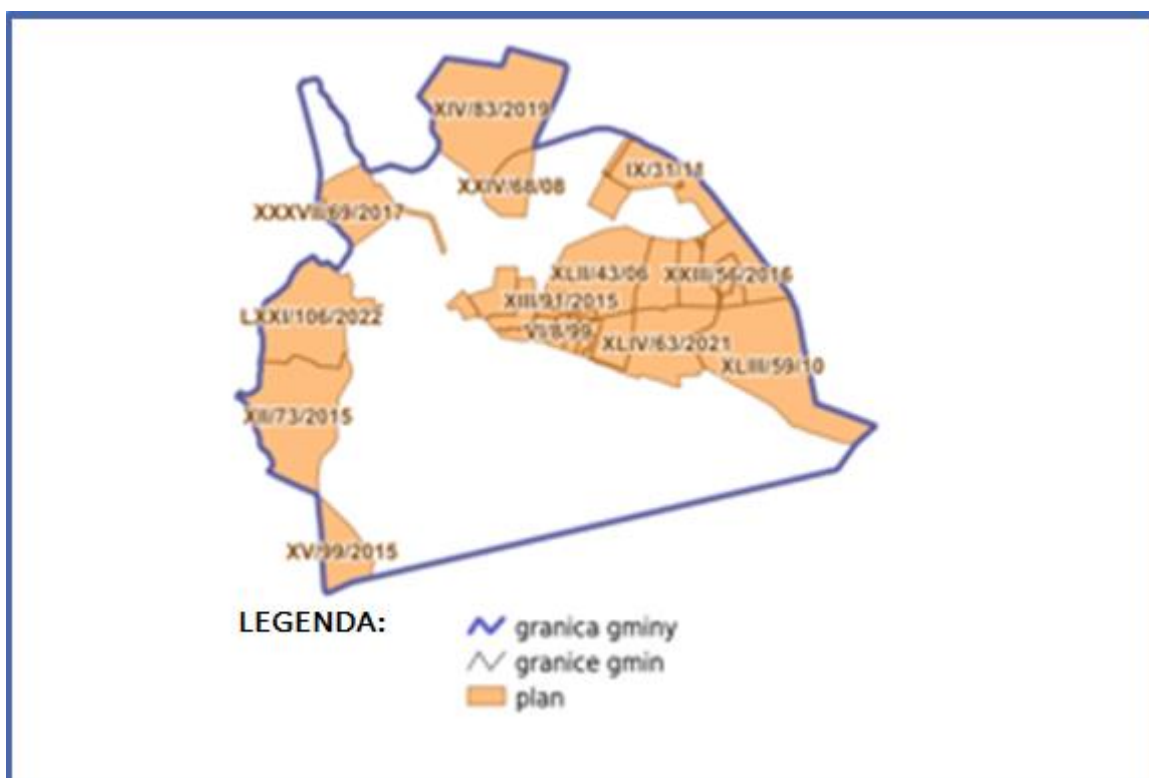 XIV/83/2019
IX/31/11
XXIV/68/08
XXXVII/69/2017
XLII/43/06
XXIII/56/2016
XIII/91/2015
LXXI/106/2022
VI/8/99
XLIV/63/2021
XLIII/59/10
XII/73/2015
XV/99/2015
LEGENDA:
granica gminy
granice gmin
plan